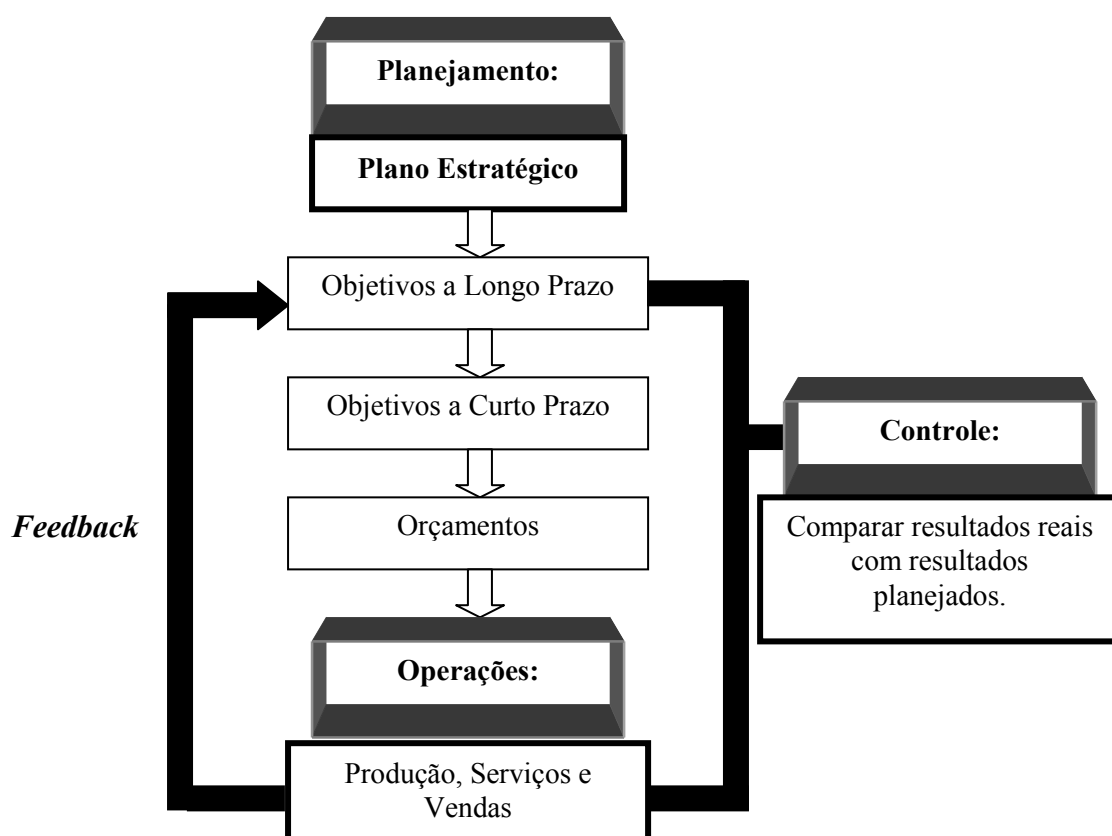 Planejamento:
Plano Estratégico
Objetivos a Longo Prazo
Objetivos a Curto Prazo
Controle:
Feedback
Orçamentos
Comparar resultados reais
com resultados
planejados.
Operações:
Produção, Serviços e
Vendas